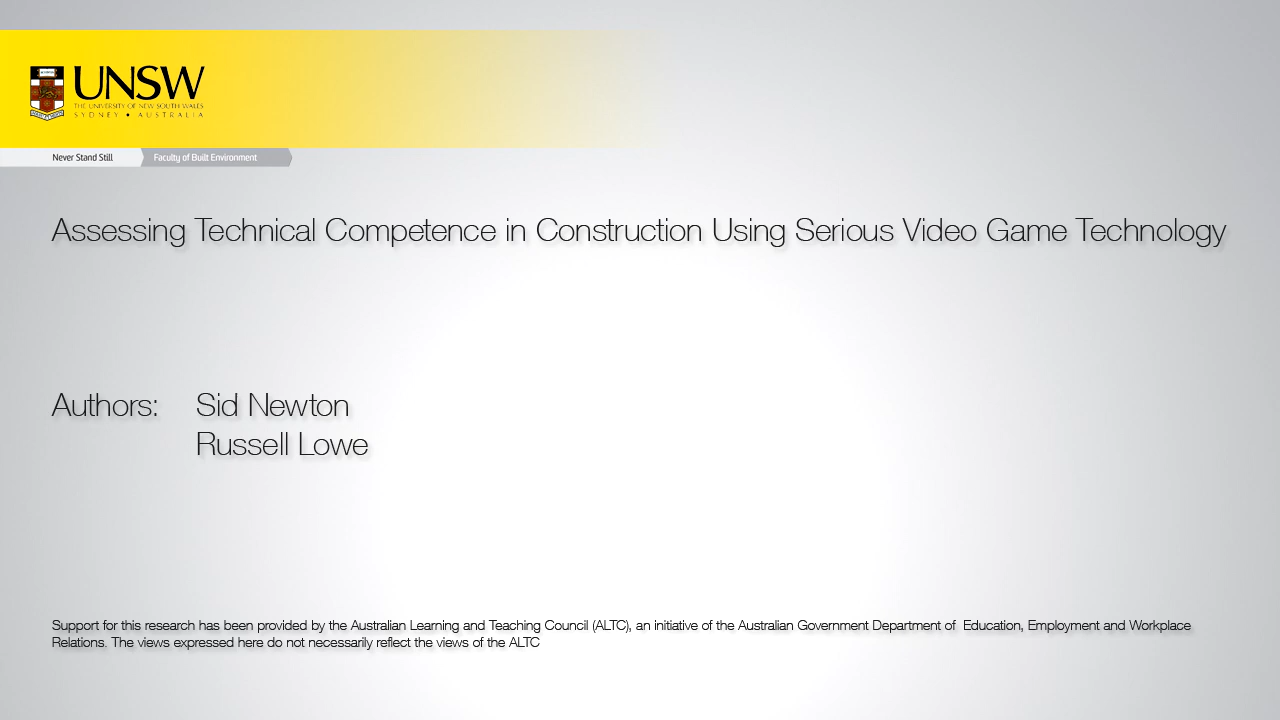 UNSW
THE UNIVERSITY OF NEW SOUTH WALES
SYDNEY • AUSTRALIA
Never Stand Still
Faculty of Built Environment
Assessing Technical Competence in Construction Using Serious Video Game Technology
Authors: Sid Newton
Russell Lowe
Support for this research has been provided by the Australian Learning and Teaching Council (ALTC), an initiative of the Australian Government Department of Education, Employment and Workplace
Relations. The views expressed here do not necessarily reflect the views of the ALTC